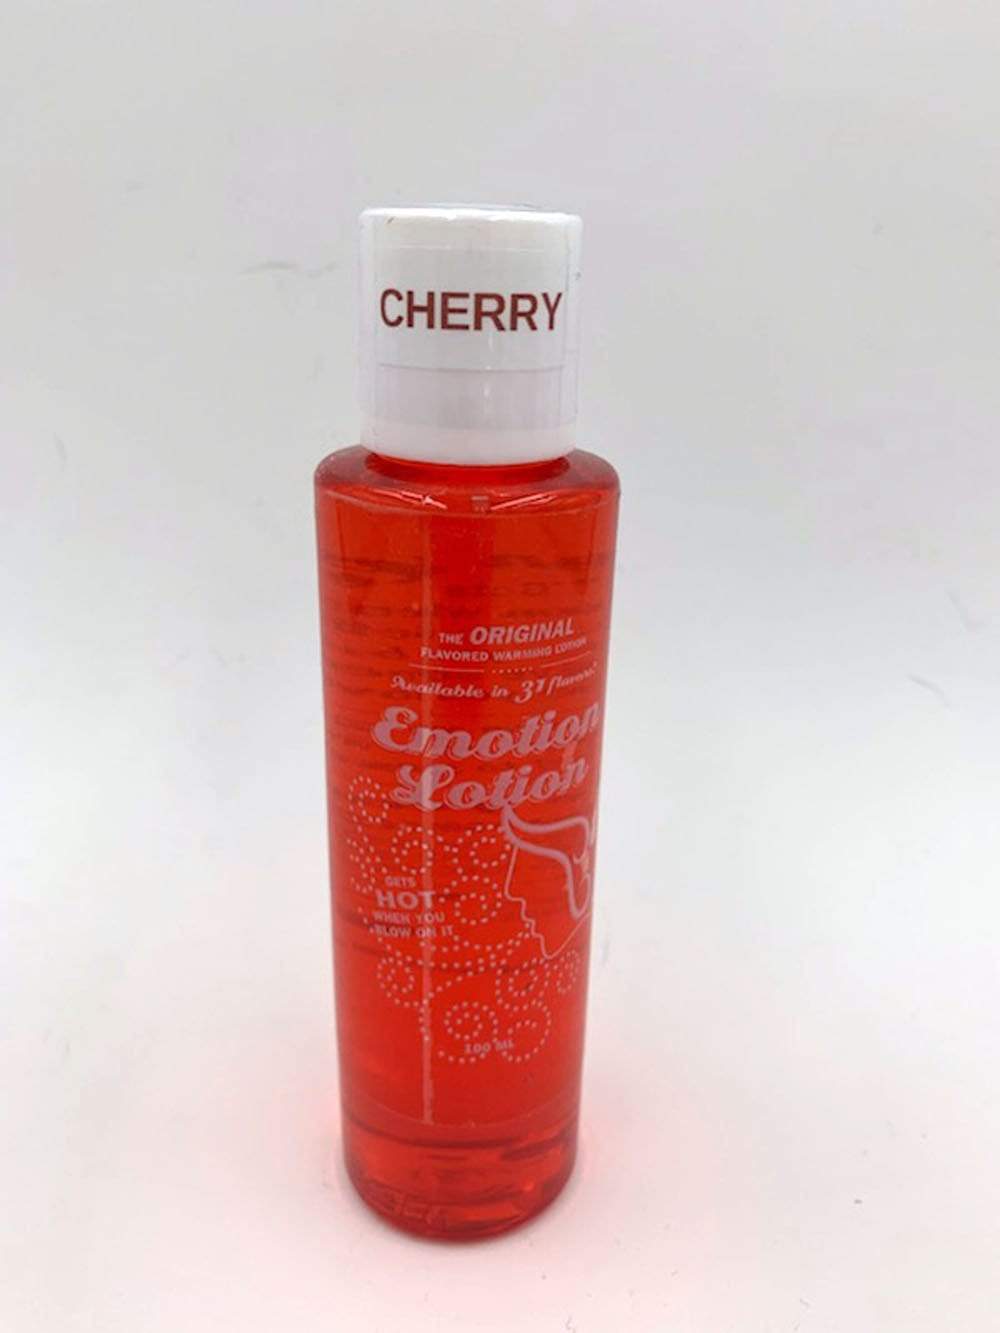 CHERRY
THE ORIGINAL
FLAVORED WARMING LOTION
Available in 31 flavors!
Emotion
Lotion
GETS
HOT
WHEN YOU
BLOW ON IT
100 ML